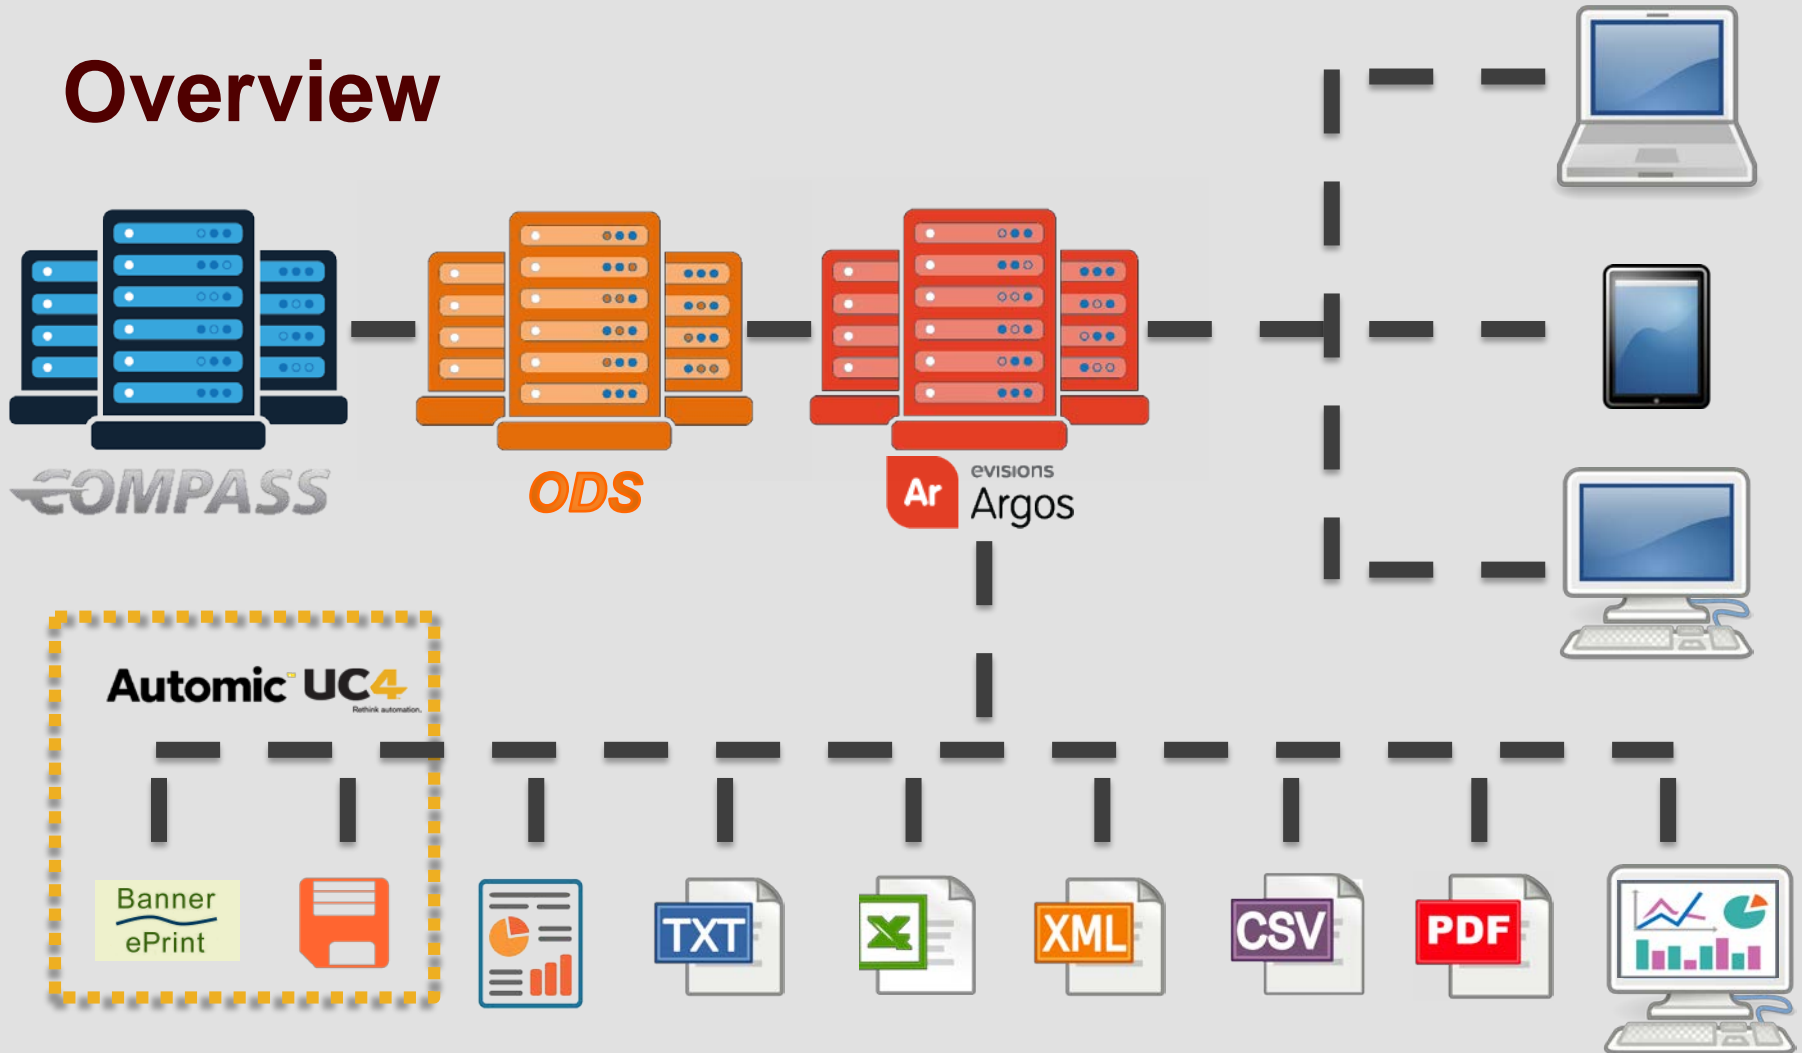 Overview
COMPASS
ODS
Ar
evisions
Argos
Automic UC4
Rethink automation.
Banner
ePrint
TXT
X
XML
CSV
PDF